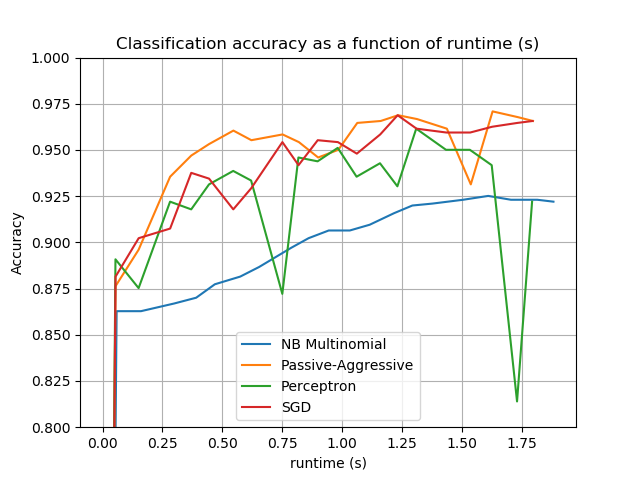 Classification accuracy as a function of runtime (s)
1.000
0.975
0.950
0.925
0.900
0.875
0.850
0.825
0.800
Accuracy
NB Multinomial
Passive-Aggressive
Perceptron
SGD
0.00 0.25 0.50 0.75 1.00 1.25 1.50 1.75
runtime (s)